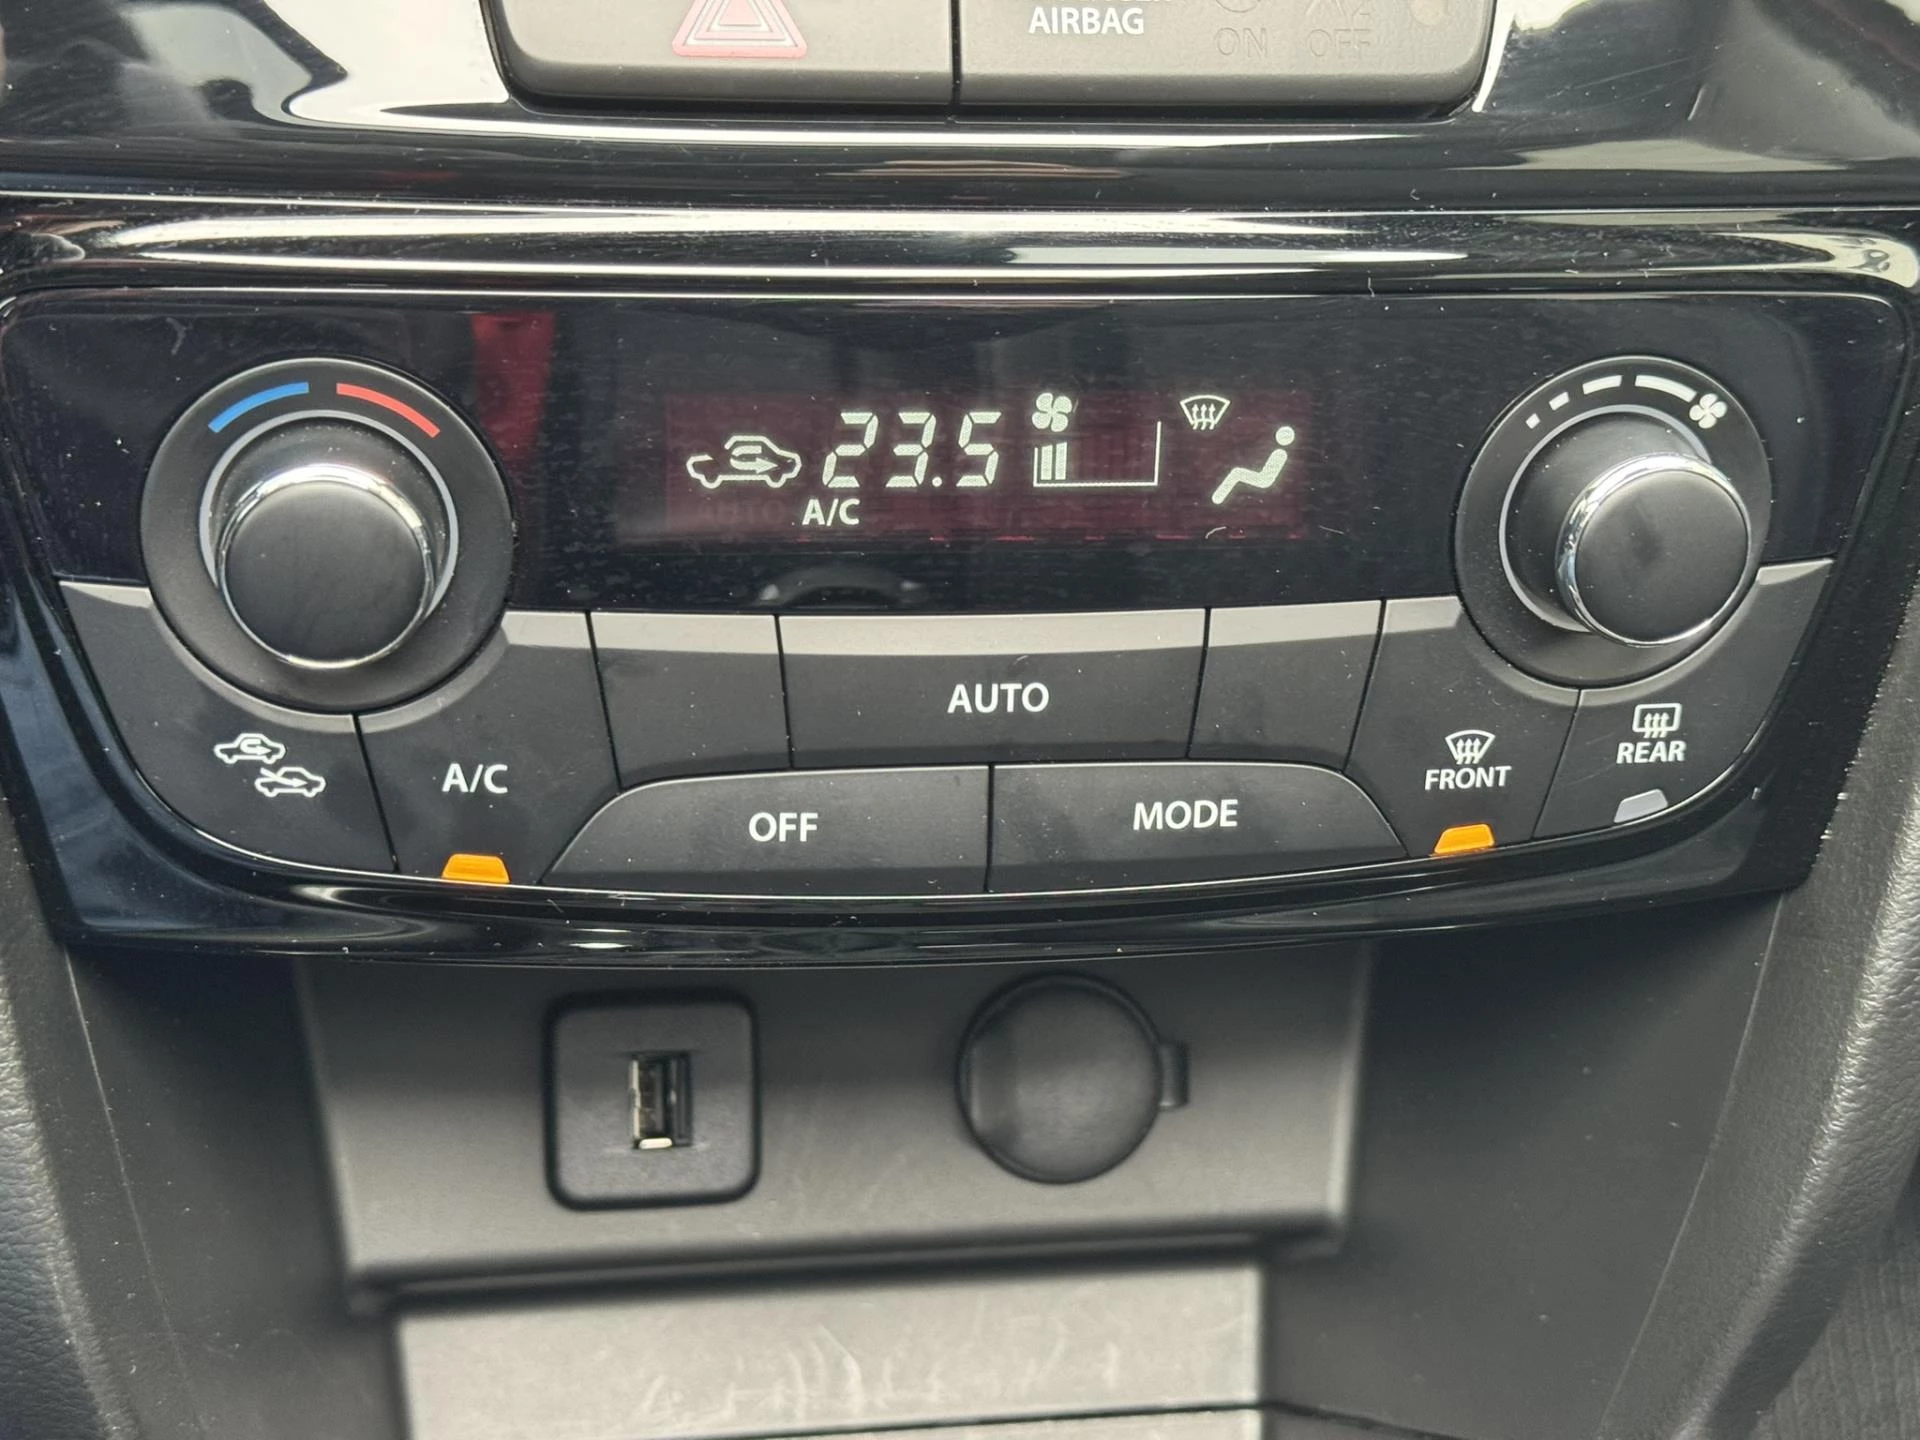 AIRBAG
ON OFF
23.5
A/C
AUTO
A/C
OFF
MODE
FRONT
REAR